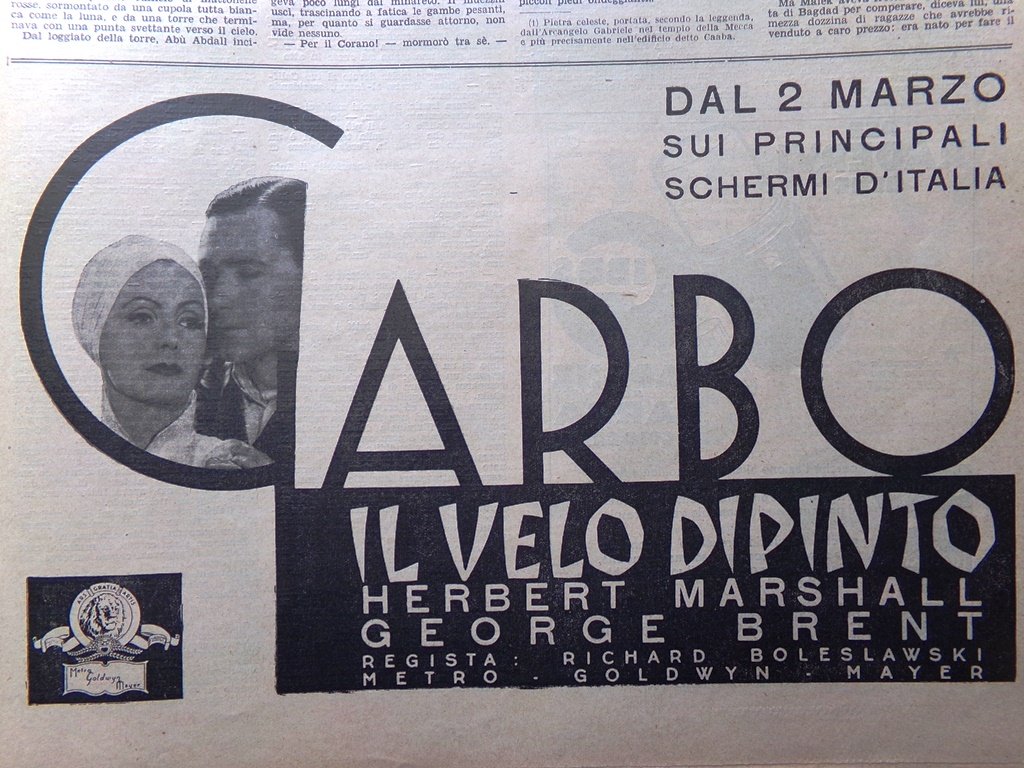 rosse, sormontato da una cupola tutta bian-
ca come la luna, e da una torre che termi-
nava con una punta svettante verso il cielo.
Dal loggiato della torre, Abù Abdall inci-
geva poco lungi dal minareto. Il
uscì, trascinando a fatica le gambe pesanti,
ma, per quanto si guardasse attorno, non
vide nessuno.
— Per il Corano! — mormorò tra sè. —
piccoli piedi
(1) Pietra celeste, portata, secondo la leggenda,
dall'Arcangelo Gabriele nel tempio della Mecca
e più precisamente nell'edificio detto Caaba.
Ma Malek
ta di Bagdad per comperare, diceva lui, una
mezza dozzina di ragazze che avrebbe ri-
venduto a caro prezzo: era nato per fare il
DAL 2 MARZO
SUI PRINCIPALI
SCHERMI D'ITALIA
GARBO
IL VELO DIPINTO
HERBERT MARSHALL
GEORGE BRENT
REGISTA: RICHARD BOLESLAWSKI
METRO - GOLDWYN - MAYER
ARS GRATIA ARTIS
Metro
Goldwyn
Mayer